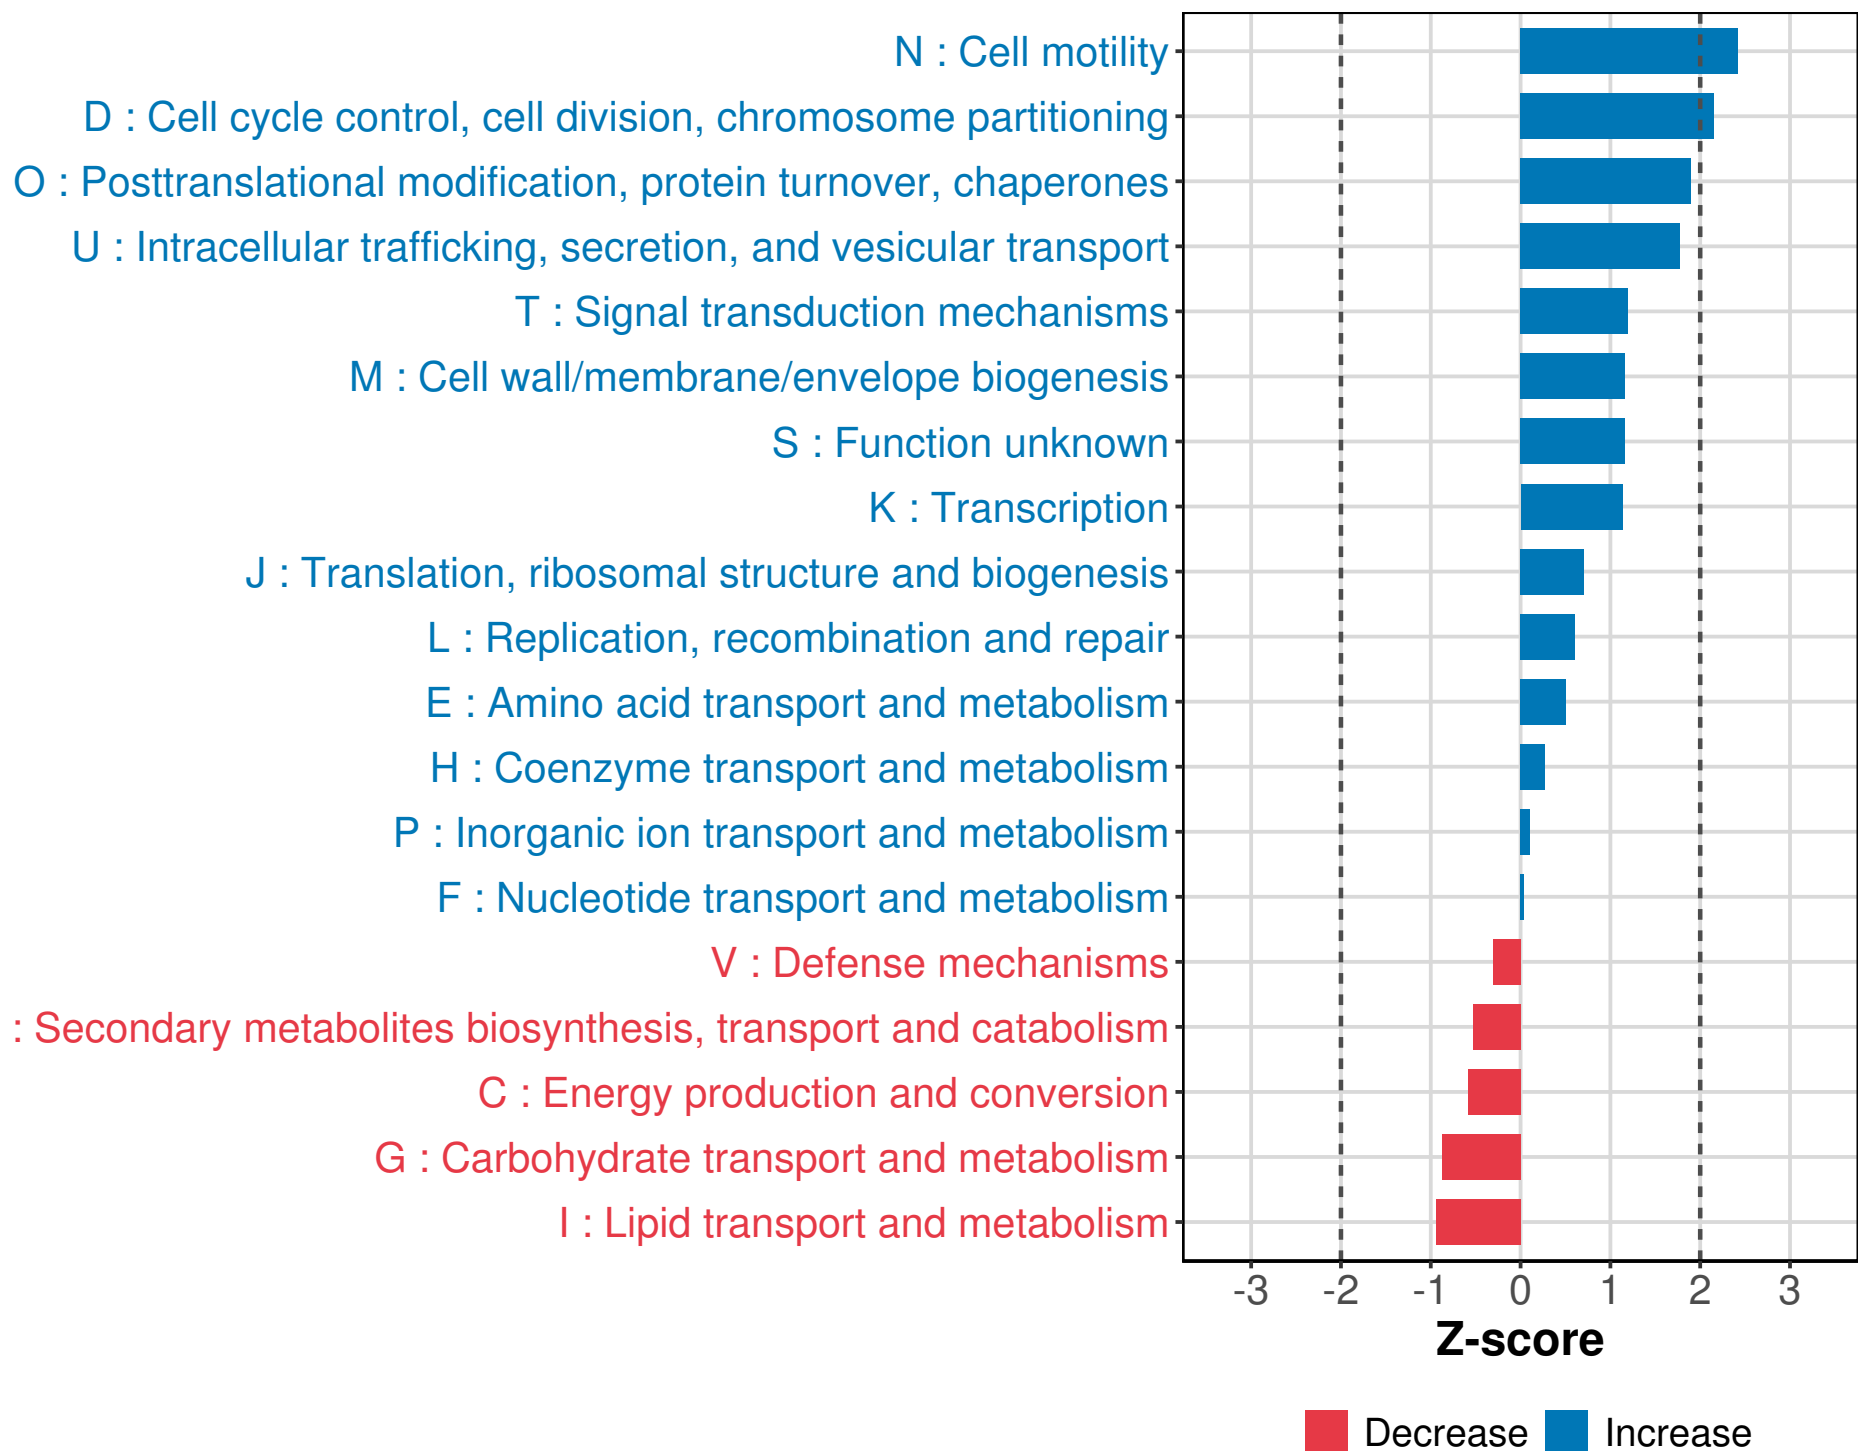 N : Cell motility
D : Cell cycle control, cell division, chromosome partitioning
O : Posttranslational modification, protein turnover, chaperones
U : Intracellular trafficking, secretion, and vesicular transport
T : Signal transduction mechanisms
M : Cell wall/membrane/envelope biogenesis
S : Function unknown
K : Transcription
J : Translation, ribosomal structure and biogenesis
L : Replication, recombination and repair
E : Amino acid transport and metabolism
H : Coenzyme transport and metabolism
P : Inorganic ion transport and metabolism
F : Nucleotide transport and metabolism
V : Defense mechanisms
: Secondary metabolites biosynthesis, transport and catabolism
C : Energy production and conversion
G : Carbohydrate transport and metabolism
I : Lipid transport and metabolism
-3 -2 -1 0 1 2 3
Z-score
Decrease Increase